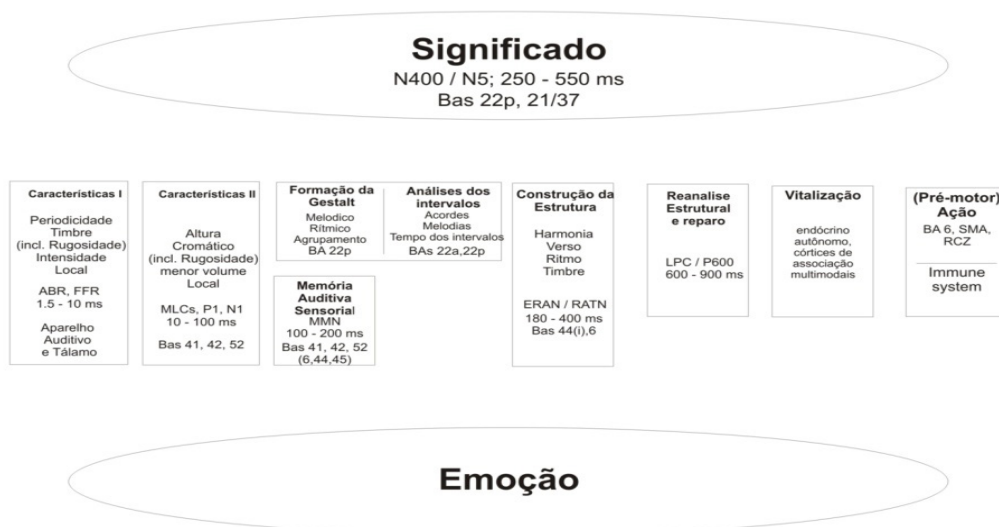 Significado
N400 / N5; 250 - 550 ms
Bas 22p, 21/37
Características I
Periodicidade
Timbre
(incl. Rugosidade)
Intensidade
Local
ABR, FFR
1.5 - 10 ms
Aparelho
Auditivo
e Tálamo
Características II
Altura
Cromático
(incl. Rugosidade)
menor volume
Local
MLCs, P1, N1
10 - 100 ms
Bas 41, 42, 52
Formação da
Gestalt
Melodico
Rítmico
Agrupamento
BA 22p
Análises dos
intervalos
Acordes
Melodias
Tempo dos intervalos
BAs 22a,22p
Memória
Auditiva
Sensorial
MMN
100 - 200 ms
Bas 41, 42, 52
(6,44,45)
Construção da
Estrutura
Harmonia
Verso
Ritmo
Timbre
ERAN / RATN
180 - 400 ms
Bas 44(i),6
Reanalise
Estrutural
e reparo
LPC / P600
600 - 900 ms
Vitalização
endócrino
autônomo,
córtices de
associação
multimodais
(Pré-motor)
Ação
BA 6, SMA,
RCZ
Immune
system
Emoção